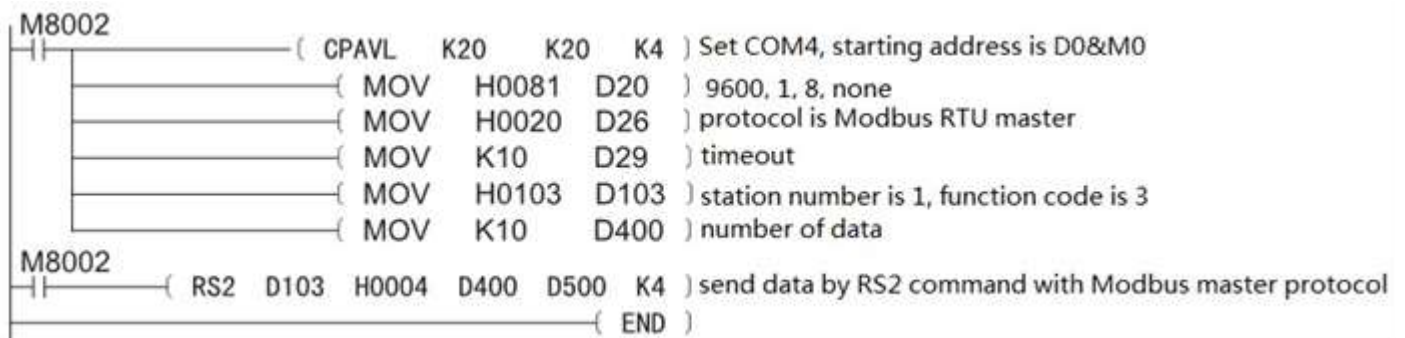 M8002
( CPAVL K20 K20 K4 ) Set COM4, starting address is D0&M0
( MOV H0081 D20 ) 9600, 1, 8, none
( MOV H0020 D26 ) protocol is Modbus RTU master
( MOV K10 D29 ) timeout
( MOV H0103 D103 ) station number is 1, function code is 3
( MOV K10 D400 ) number of data
M8002
( RS2 D103 H0004 D400 D500 K4 ) send data by RS2 command with Modbus master protocol
( END )